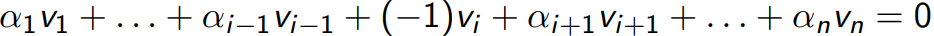 α₁v₁ + … + αᵢ₋₁vᵢ₋₁ + (−1)vᵢ + αᵢ₊₁vᵢ₊₁ + … + αₙvₙ = 0